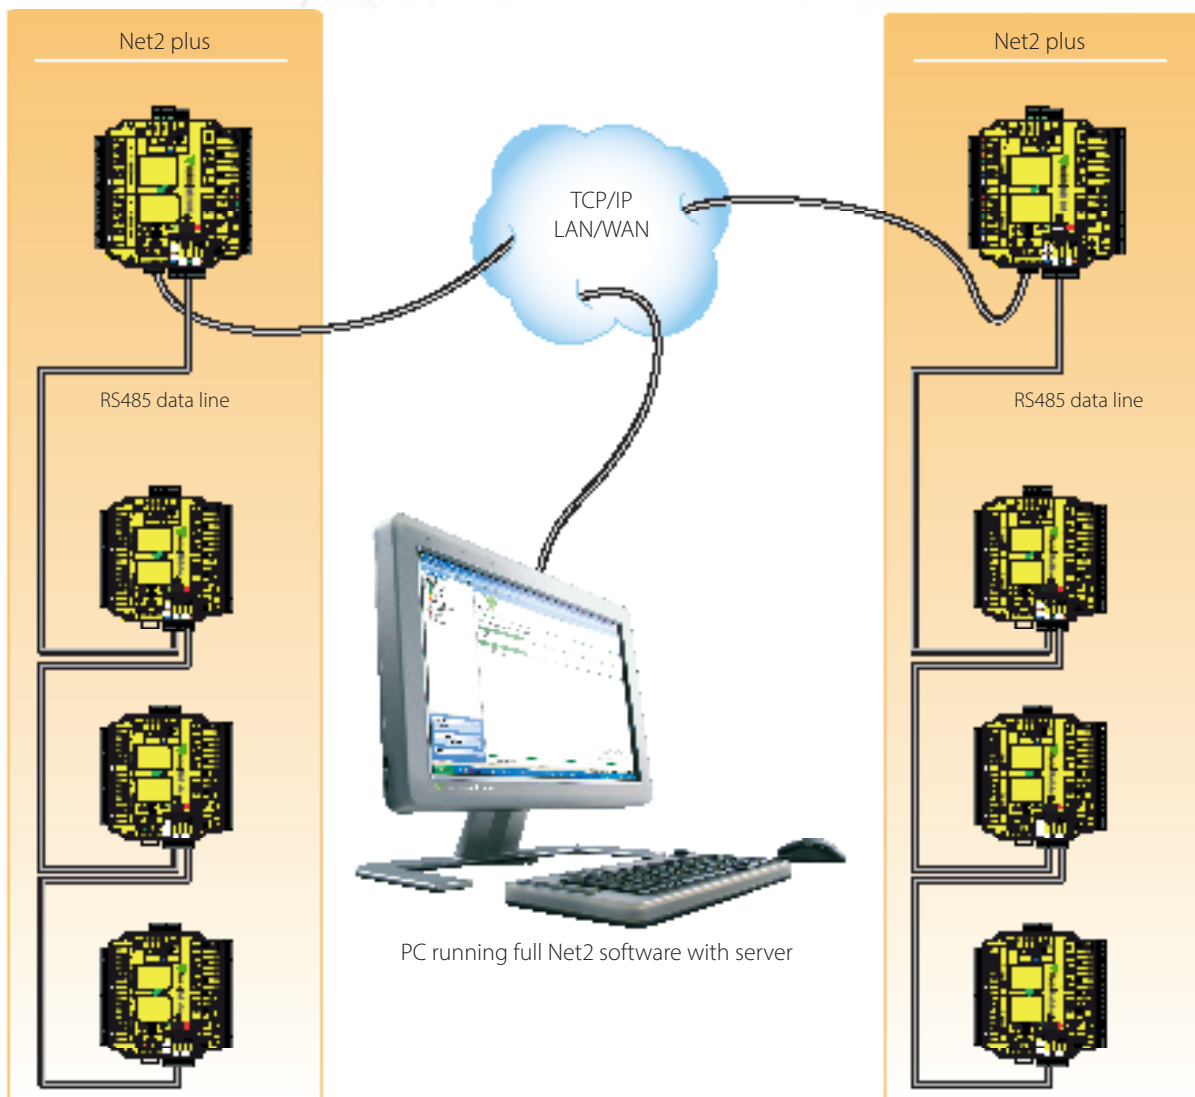 Net2 plus
Net2 plus
TCP/IP
LAN/WAN
RS485 data line
RS485 data line
PC running full Net2 software with server